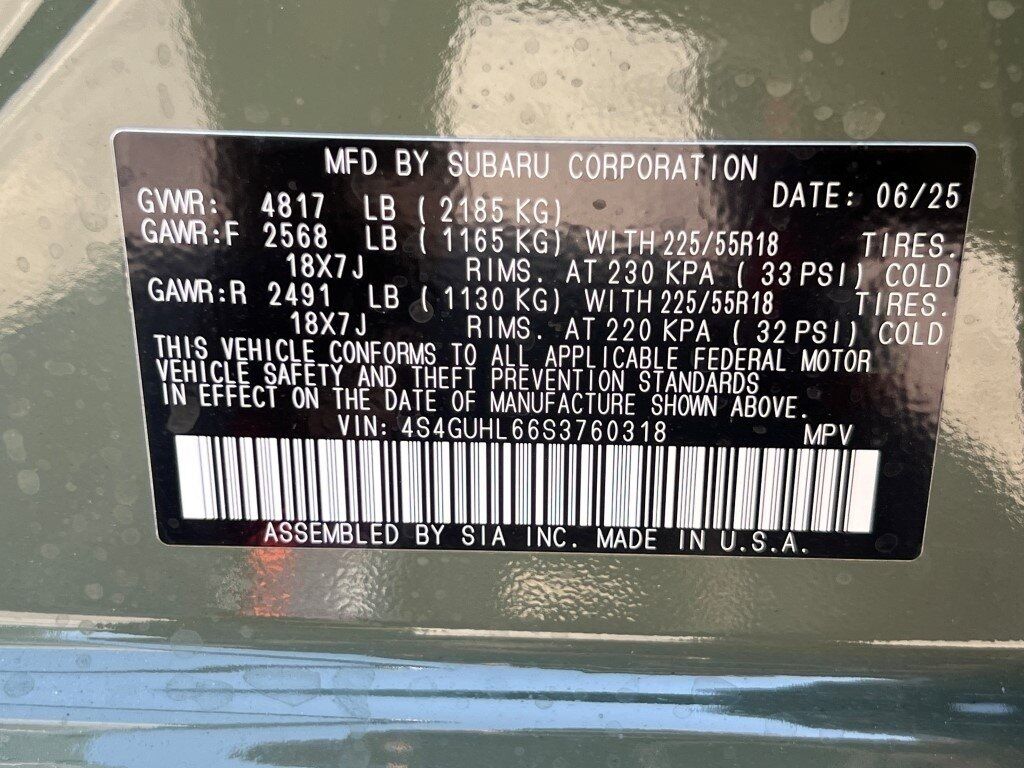 MFD BY SUBARU CORPORATION
DATE: 06/25
GVWR: 4817 LB ( 2185 KG)
GAWR:F 2568 LB ( 1165 KG) WITH 225/55R18 TIRES.
18X7J RIMS. AT 230 KPA ( 33 PSI) COLD
GAWR:R 2491 LB ( 1130 KG) WITH 225/55R18 TIRES.
18X7J RIMS. AT 220 KPA ( 32 PSI) COLD
THIS VEHICLE CONFORMS TO ALL APPLICABLE FEDERAL MOTOR
VEHICLE SAFETY AND THEFT PREVENTION STANDARDS
IN EFFECT ON THE DATE OF MANUFACTURE SHOWN ABOVE.
VIN: 4S4GUHL66S3760318 MPV
ASSEMBLED BY SIA INC. MADE IN U.S.A.